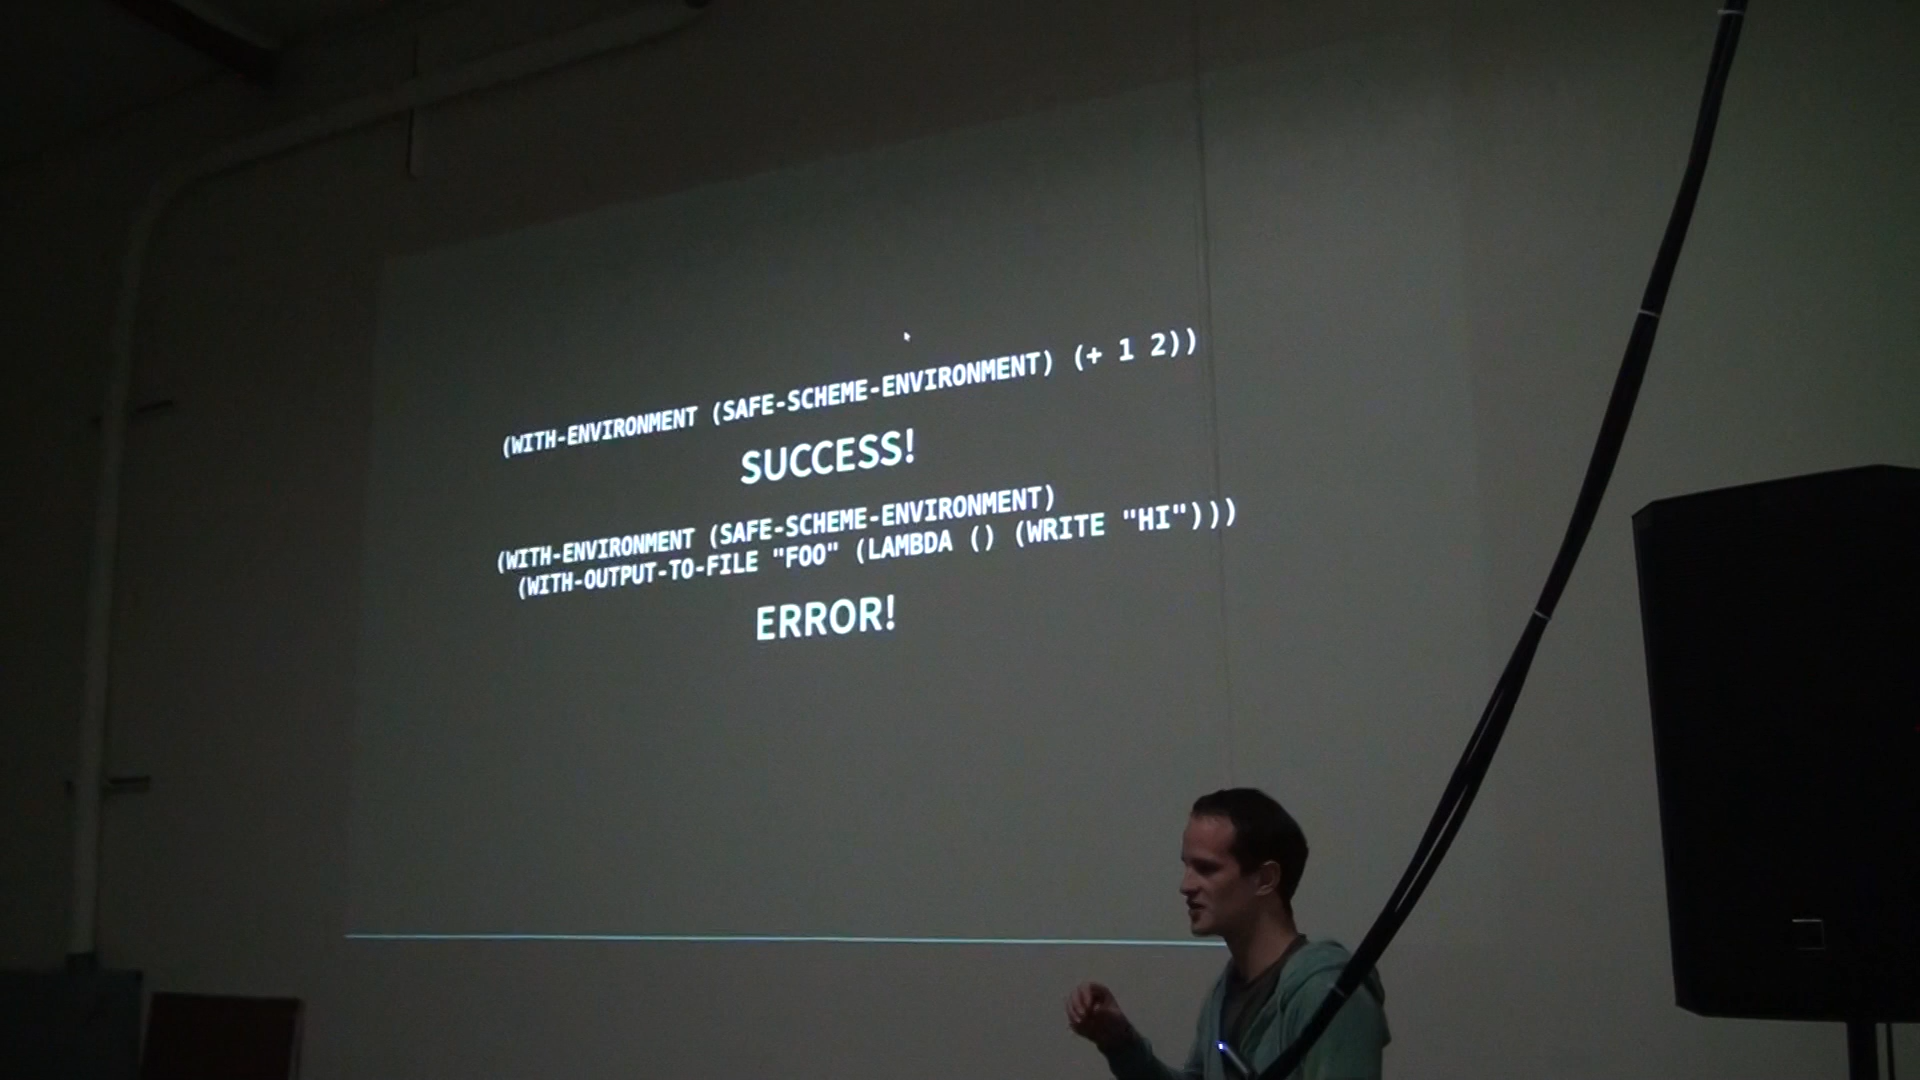 (WITH-ENVIRONMENT (SAFE-SCHEME-ENVIRONMENT) (+ 1 2))
SUCCESS!
(WITH-ENVIRONMENT (SAFE-SCHEME-ENVIRONMENT)
(WITH-OUTPUT-TO-FILE "FOO" (LAMBDA () (WRITE "HI")))
ERROR!